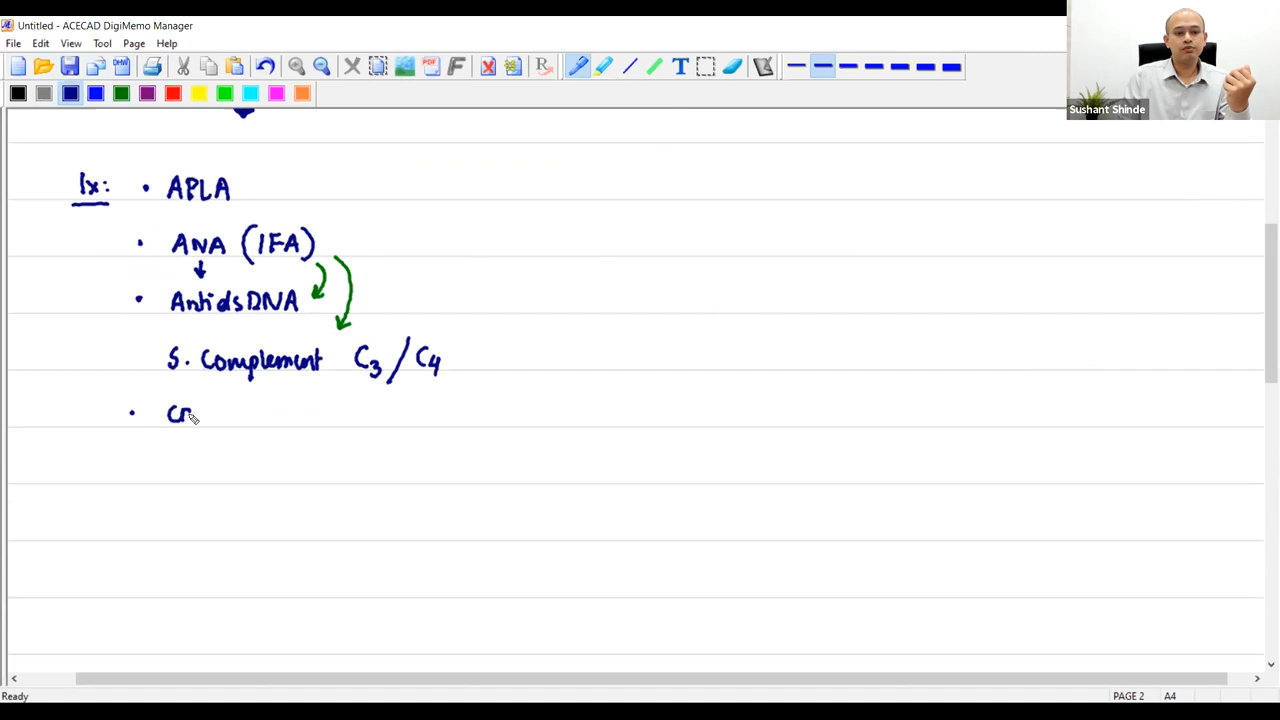 Untitled - ACECAD DigiMemo Manager
File Edit View Tool Page Help
Sushant Shinde
Ix: • APLA
• ANA (IFA)
• AntidsDNA
S. Complement C3/C4
•
Ready PAGE 2 A4